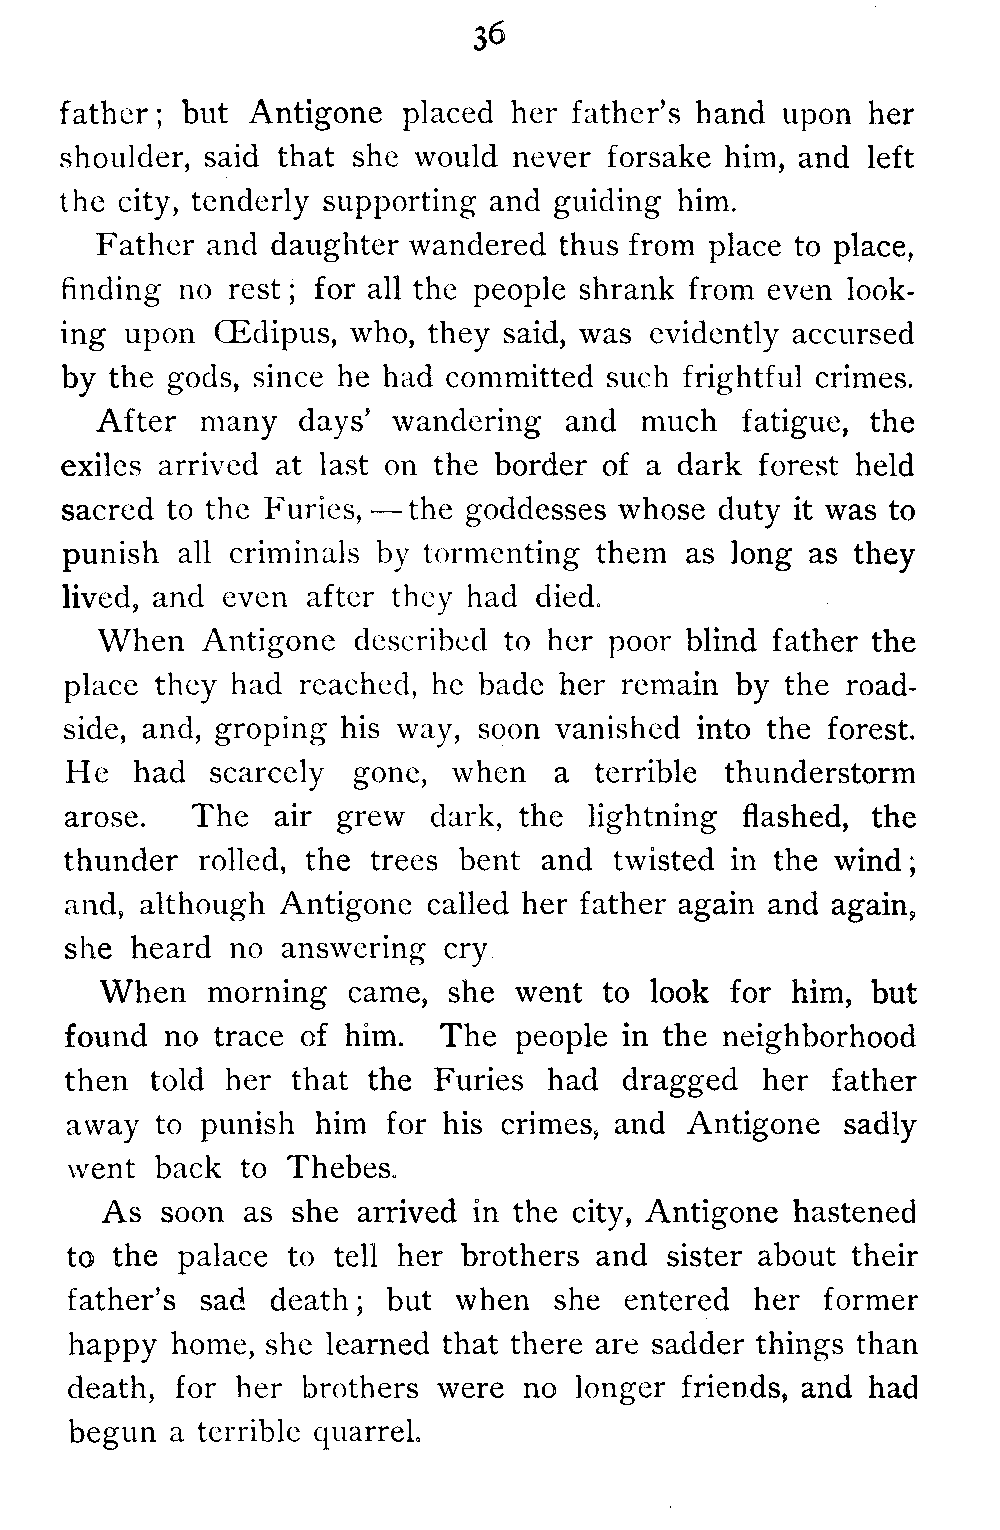 36
father; but Antigone placed her father's hand upon her
shoulder, said that she would never forsake him, and left
the city, tenderly supporting and guiding him.
Father and daughter wandered thus from place to place,
finding no rest; for all the people shrank from even look-
ing upon Œdipus, who, they said, was evidently accursed
by the gods, since he had committed such frightful crimes.
After many days' wandering and much fatigue, the
exiles arrived at last on the border of a dark forest held
sacred to the Furies, — the goddesses whose duty it was to
punish all criminals by tormenting them as long as they
lived, and even after they had died.
When Antigone described to her poor blind father the
place they had reached, he bade her remain by the road-
side, and, groping his way, soon vanished into the forest.
He had scarcely gone, when a terrible thunderstorm
arose. The air grew dark, the lightning flashed, the
thunder rolled, the trees bent and twisted in the wind;
and, although Antigone called her father again and again,
she heard no answering cry.
When morning came, she went to look for him, but
found no trace of him. The people in the neighborhood
then told her that the Furies had dragged her father
away to punish him for his crimes, and Antigone sadly
went back to Thebes.
As soon as she arrived in the city, Antigone hastened
to the palace to tell her brothers and sister about their
father's sad death; but when she entered her former
happy home, she learned that there are sadder things than
death, for her brothers were no longer friends, and had
begun a terrible quarrel.